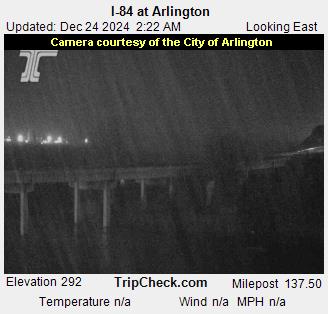 I-84 at Arlington
Updated: Dec 24 2024 2:22 AM Looking East
Camera courtesy of the City of Arlington
Elevation 292 TripCheck.com Milepost 137.50
Temperature n/a Wind n/a MPH n/a